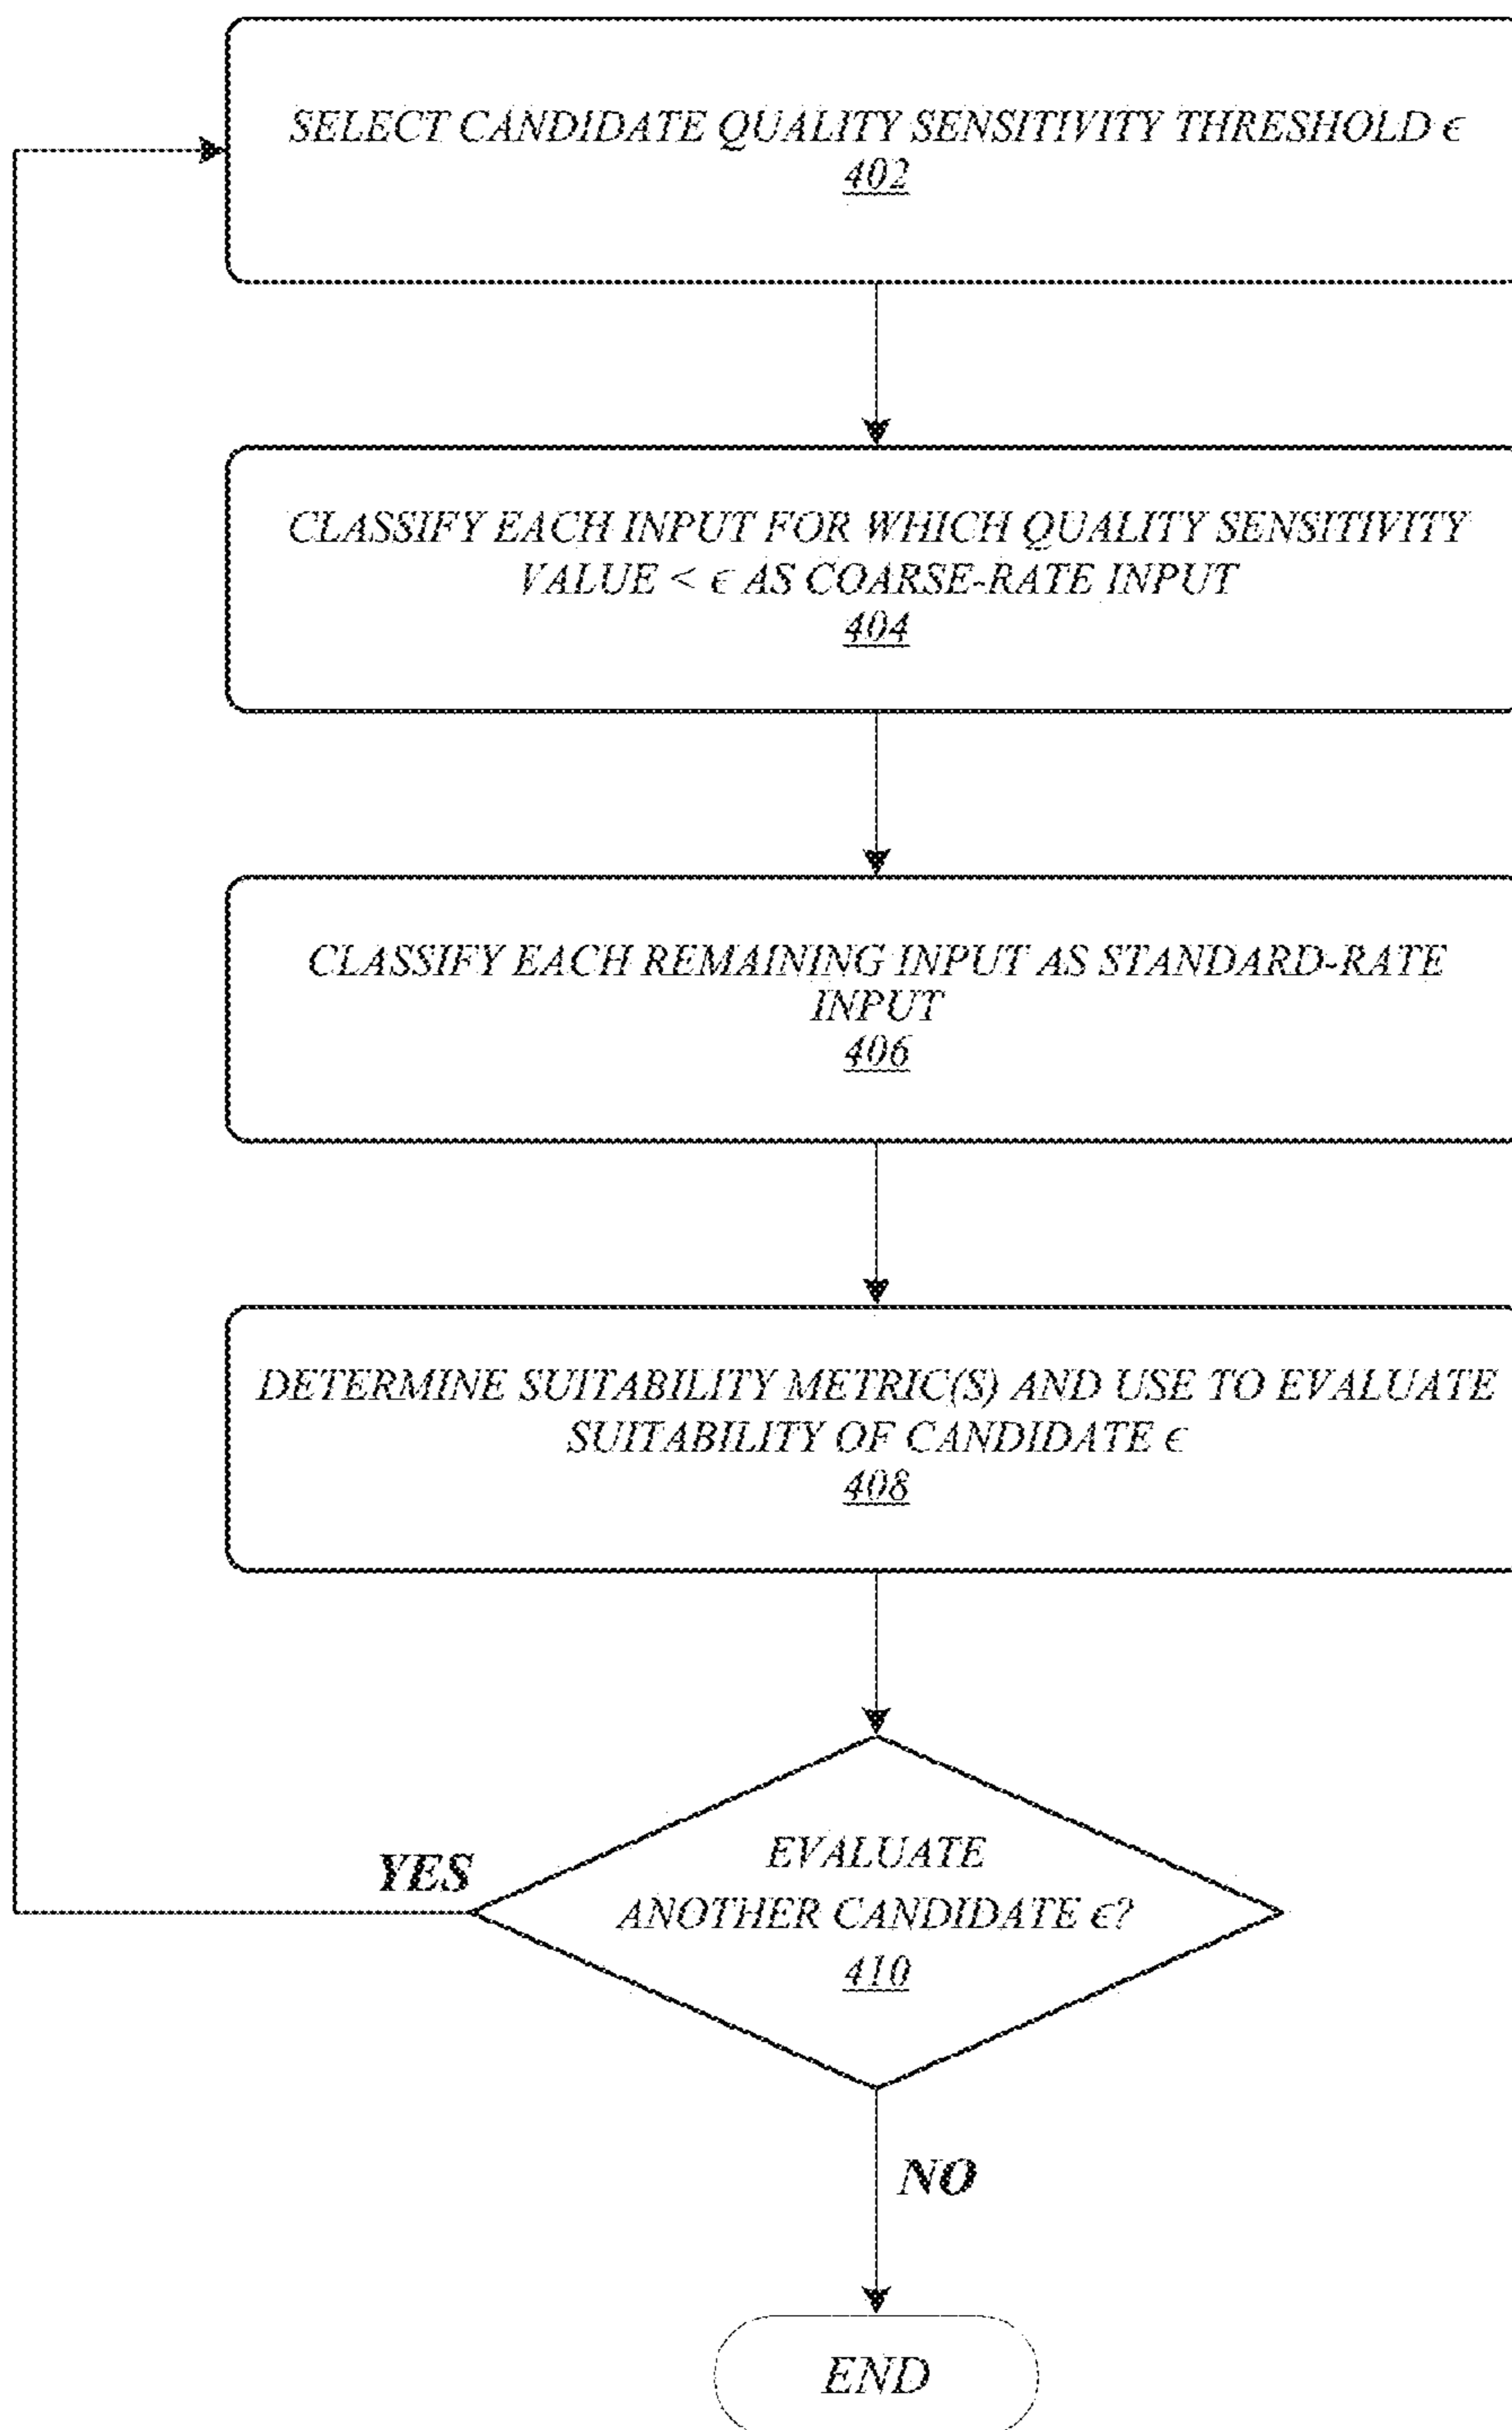 SELECT CANDIDATE QUALITY SENSITIVITY THRESHOLD ϵ
402
CLASSIFY EACH INPUT FOR WHICH QUALITY SENSITIVITY
VALUE < ϵ AS COARSE-RATE INPUT
404
CLASSIFY EACH REMAINING INPUT AS STANDARD-RATE
INPUT
406
DETERMINE SUITABILITY METRIC(S) AND USE TO EVALUATE
SUITABILITY OF CANDIDATE ϵ
408
EVALUATE
YES
ANOTHER CANDIDATE ϵ?
410
NO
END